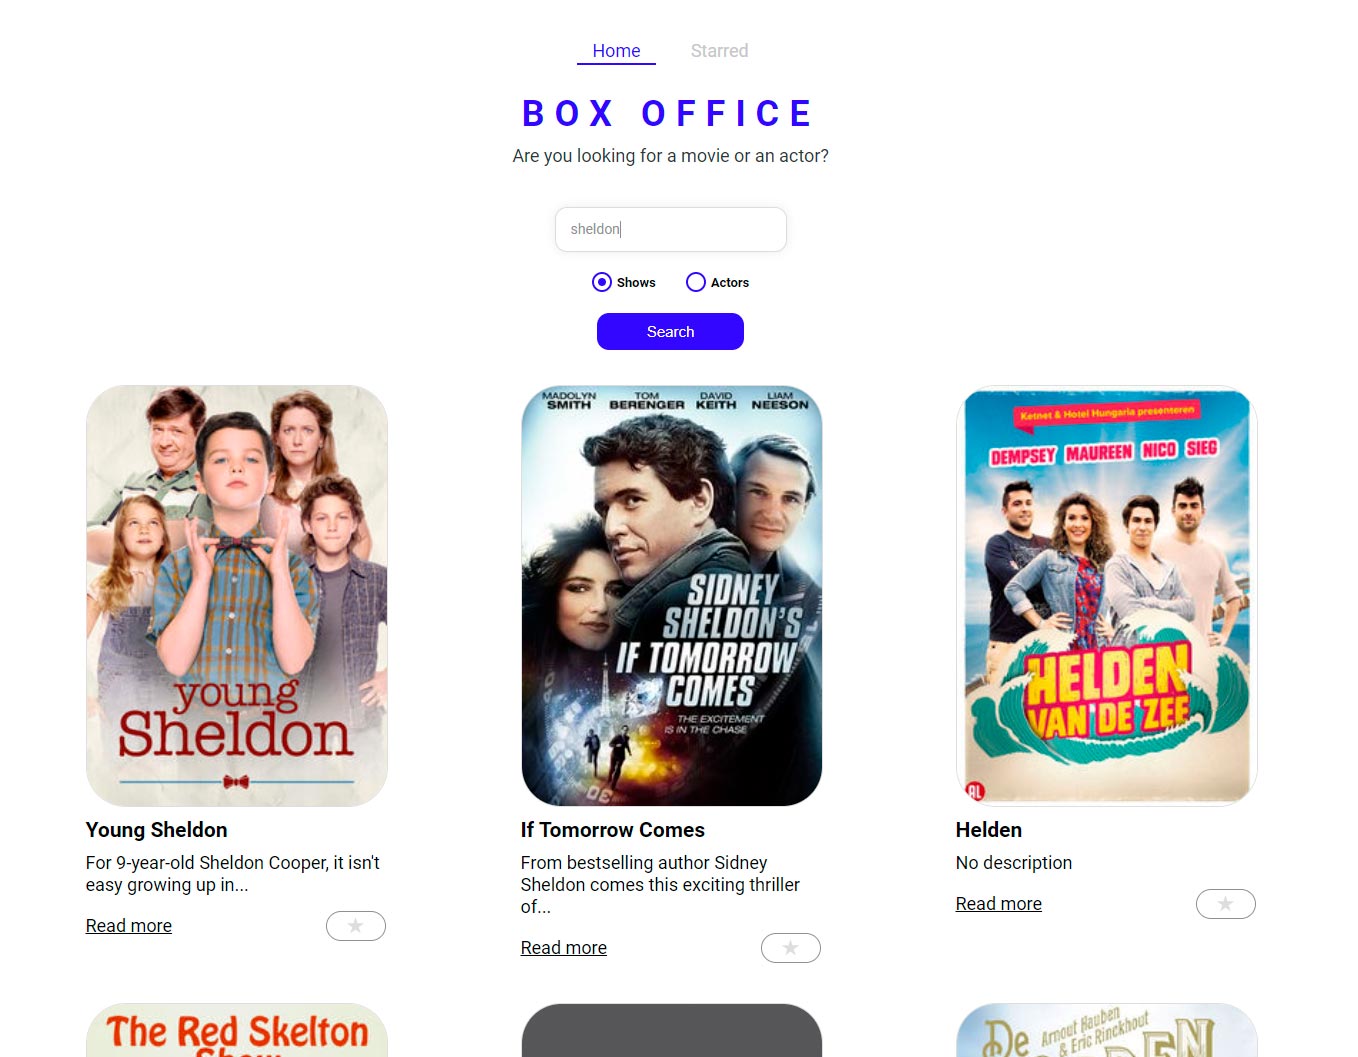 Home Starred
BOX OFFICE
Are you looking for a movie or an actor?
sheldon
Shows Actors
Search
young
Sheldon
Young Sheldon
For 9-year-old Sheldon Cooper, it isn't
easy growing up in...
Read more
MADOLYN SMITH TOM BERENGER DAVID KEITH LIAM NEESON
SIDNEY
SHELDON'S
IF TOMORROW
COMES
THE EXCITEMENT
IS IN THE CHASE
If Tomorrow Comes
From bestselling author Sidney
Sheldon comes this exciting thriller
of...
Read more
Ketnet & Hotel Hungaria presenteren
DEMPSEY MAUREEN NICO SIEG
HELDEN
VAN DE ZEE
AL
Helden
No description
Read more
The Red Skelton
Show
Arnout Hauben
& Eric Rinckhout
De